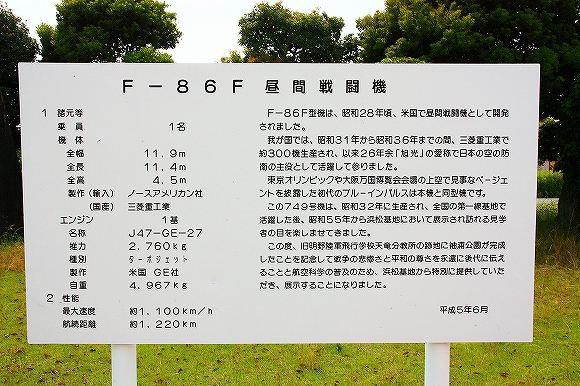 F－86F 昼間戦闘機
1 諸元等
乗員 1名
機体
全幅 11.9m
全長 11.4m
全高 4.5m
製作（輸入） ノースアメリカン社
（国産） 三菱重工業
エンジン 1基
名称 J47-GE-27
推力 2.760kg
種別 ターボジェット
製作 米国 GE社
自重 4.967kg
2 性能
最大速度 約1.100km/h
航続距離 約1.220km
F－86F型機は、昭和28年頃、米国で昼間戦闘機として開発
されました。
我が国では、昭和31年から昭和36年までの間、三菱重工業で
約300機生産され、以来26年余「旭光」の愛称で日本の空の防
衛の主役として活躍して参りました。
東京オリンピックや大阪万国博覧会会場の上空で見事なページェ
ントを披露した初代のブルーインパルスは本機と同型機です。
この749号機は、昭和32年に生産され、全国の第一線基地で
活躍した後、昭和55年から浜松基地において展示され訪れる見学
者の目を楽しませてきました。
この度、旧明野陸軍飛行学校天竜分教所の跡地に袖浦公園が完成
したことを記念して戦争の悲惨さと平和の尊さを永遠に後代に伝え
ることと航空科学の普及のため、浜松基地から特別に提供していた
だき、展示することになりました。
平成5年6月